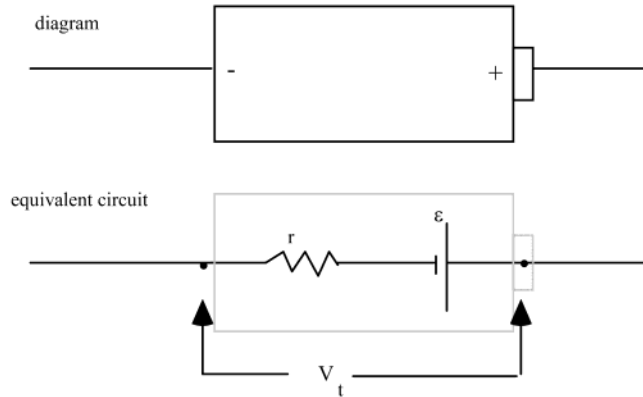 diagram
- +
equivalent circuit
r ε
V t